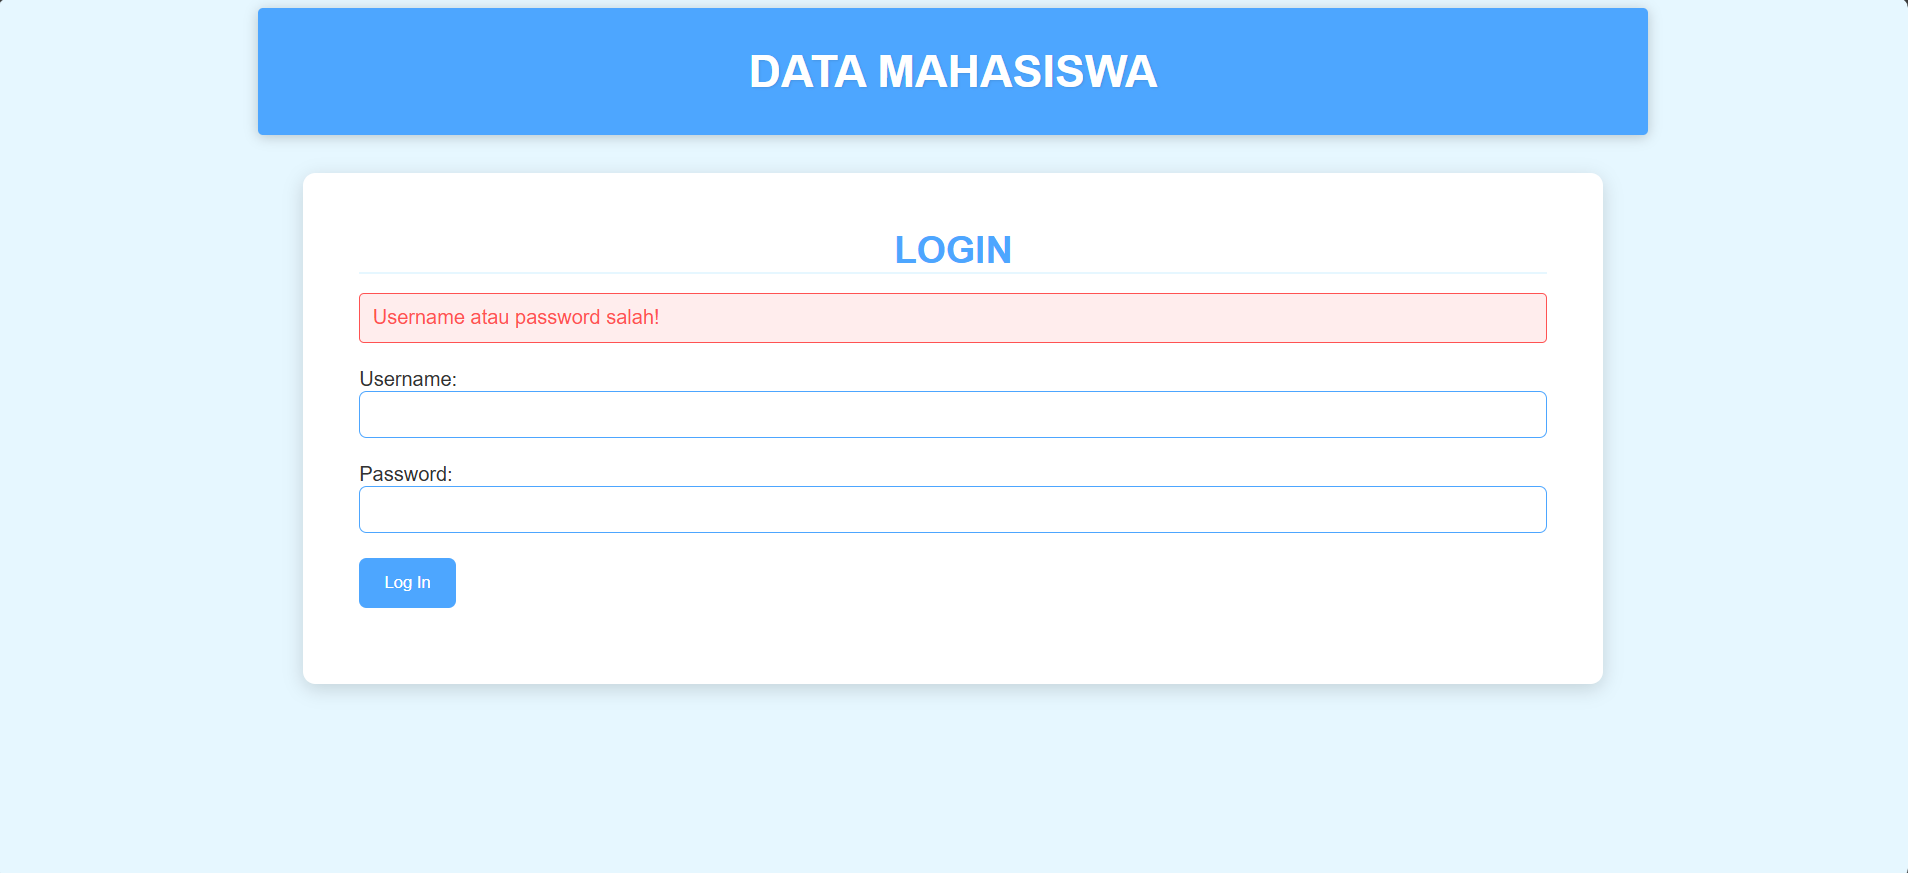 DATA MAHASISWA
LOGIN
Username atau password salah!
Username:
Password:
Log In